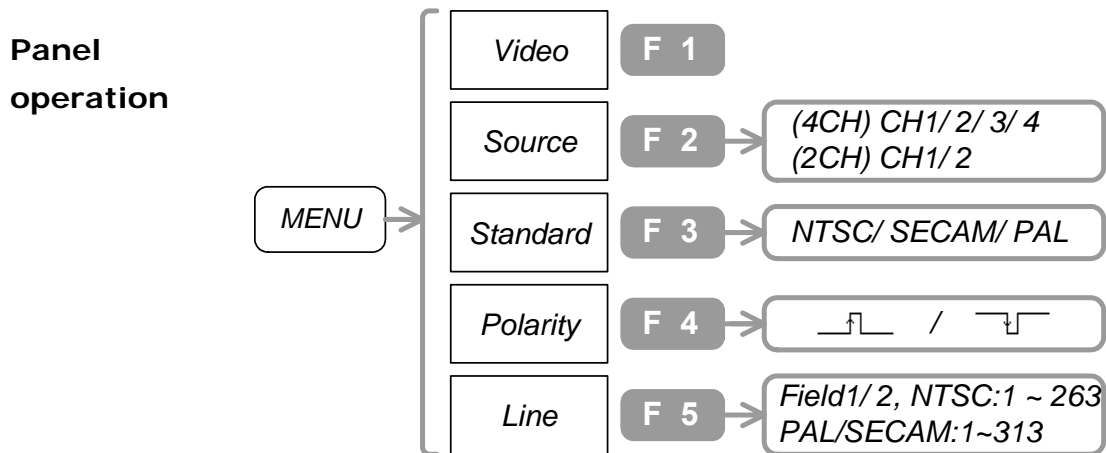 Panel
operation
MENU
Video F 1
Source F 2 (4CH) CH1/ 2/ 3/ 4
(2CH) CH1/ 2
Standard F 3 NTSC/ SECAM/ PAL
Polarity F 4 /
Line F 5 Field1/ 2, NTSC:1 ~ 263
PAL/SECAM:1~313